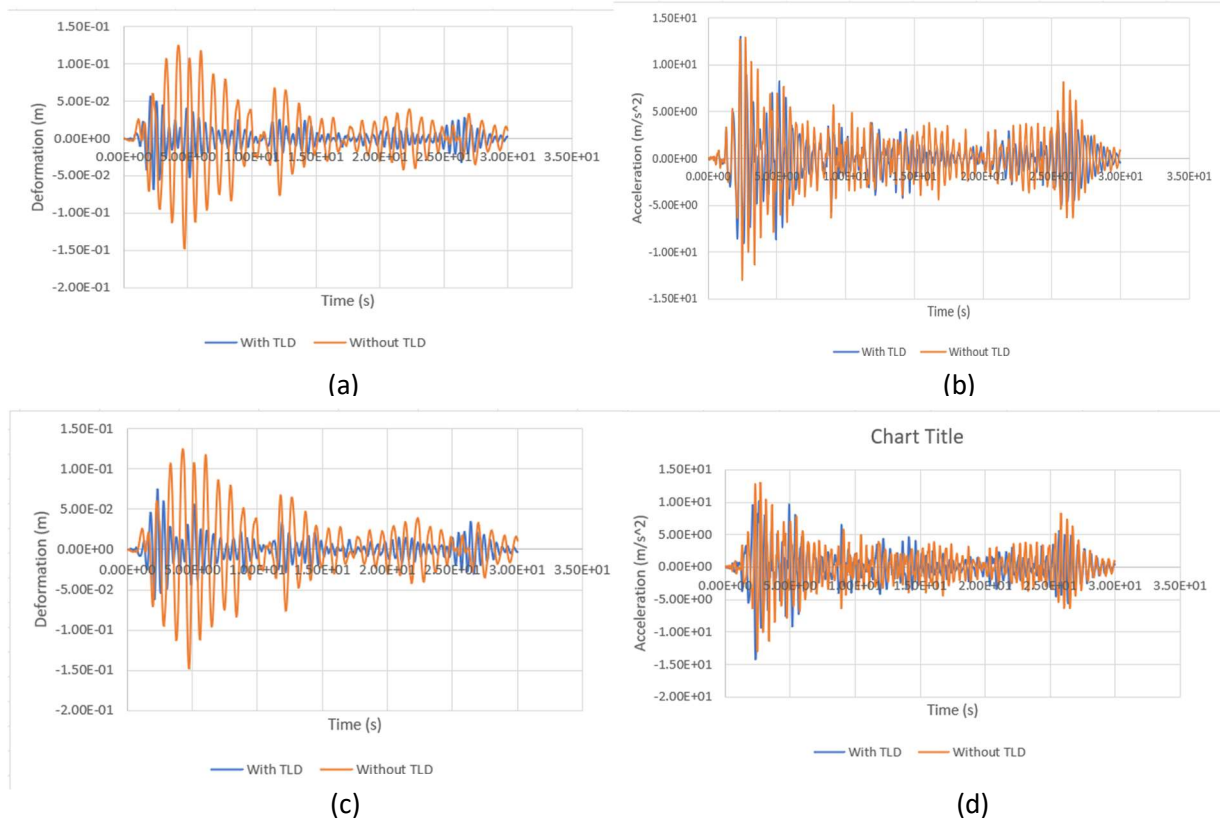 1.50E-01
1.00E-01
5.00E-02
0.00E+00
-5.00E-02
-1.00E-01
-1.50E-01
-2.00E-01
Deformation (m)
0.00E+00 5.00E+00 1.00E+01 1.50E+01 2.00E+01 2.50E+01 3.00E+01 3.50E+01
Time (s)
With TLD Without TLD
(a)
1.50E+01
1.00E+01
5.00E+00
0.00E+00
-5.00E+00
-1.00E+01
-1.50E+01
Acceleration (m/s^2)
0.00E+00 5.00E+00 1.00E+01 1.50E+01 2.00E+01 2.50E+01 3.00E+01 3.50E+01
Time (s)
With TLD Without TLD
(b)
1.50E-01
1.00E-01
5.00E-02
0.00E+00
-5.00E-02
-1.00E-01
-1.50E-01
-2.00E-01
Deformation (m)
0.00E+00 5.00E+00 1.00E+01 1.50E+01 2.00E+01 2.50E+01 3.00E+01 3.50E+01
Time (s)
With TLD Without TLD
(c)
Chart Title
1.50E+01
1.00E+01
5.00E+00
0.00E+00
-5.00E+00
-1.00E+01
-1.50E+01
-2.00E+01
Acceleration (m/s^2)
0.00E+00 5.00E+00 1.00E+01 1.50E+01 2.00E+01 2.50E+01 3.00E+01 3.50E+01
Time (s)
With TLD Without TLD
(d)